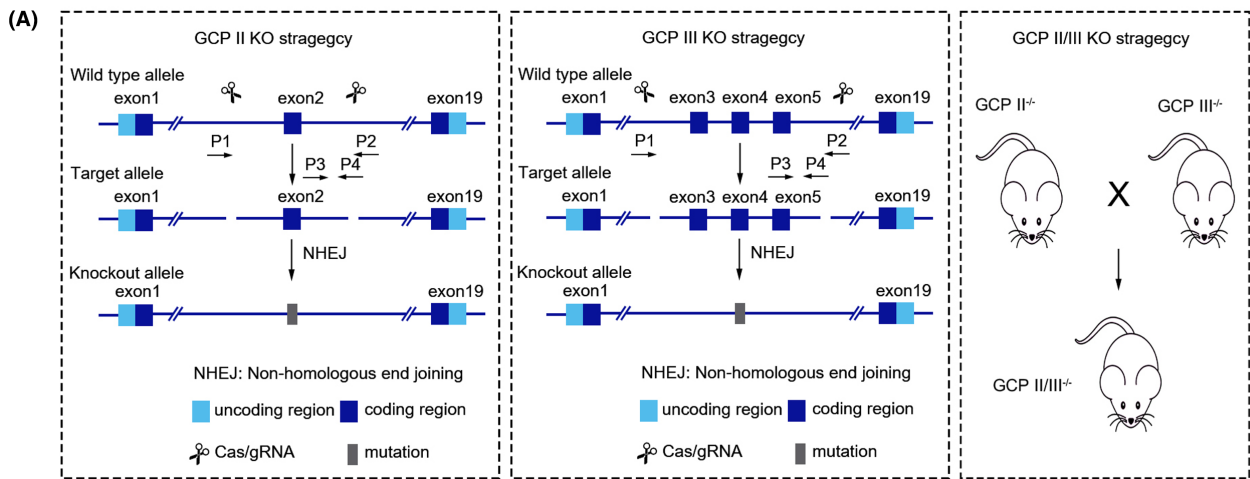 (A)
GCP II KO stragegcy
Wild type allele
exon1
exon2
exon19
P1
P2
P3
P4
Target allele
exon1
exon2
exon19
NHEJ
Knockout allele
exon1
exon19
NHEJ: Non-homologous end joining
uncoding region
coding region
Cas/gRNA
mutation
GCP III KO stragegcy
Wild type allele
exon1
exon3
exon4
exon5
exon19
P1
P2
P3
P4
Target allele
exon1
exon3
exon4
exon5
exon19
NHEJ
Knockout allele
exon1
exon19
NHEJ: Non-homologous end joining
uncoding region
coding region
Cas/gRNA
mutation
GCP II/III KO stragegcy
GCP II-/-
GCP III-/-
X
GCP II/III-/-